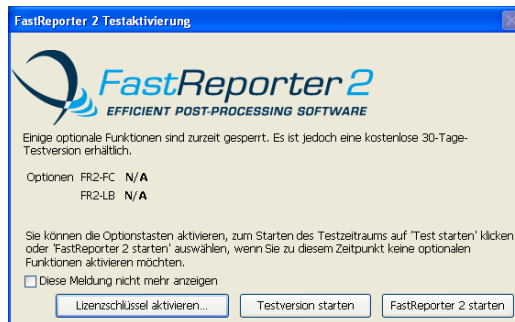 FastReporter 2 Testaktivierung
FastReporter 2
EFFICIENT POST-PROCESSING SOFTWARE
Einige optionale Funktionen sind zurzeit gesperrt. Es ist jedoch eine kostenlose 30-Tage-
Testversion erhältlich.
Optionen FR2-FC N/A
FR2-LB N/A
Sie können die Optionstasten aktivieren, zum Starten des Testzeitraums auf 'Test starten' klicken
oder 'FastReporter 2 starten' auswählen, wenn Sie zu diesem Zeitpunkt keine optionalen
Funktionen aktivieren möchten.
Diese Meldung nicht mehr anzeigen
Lizenzschlüssel aktivieren... Testversion starten FastReporter 2 starten